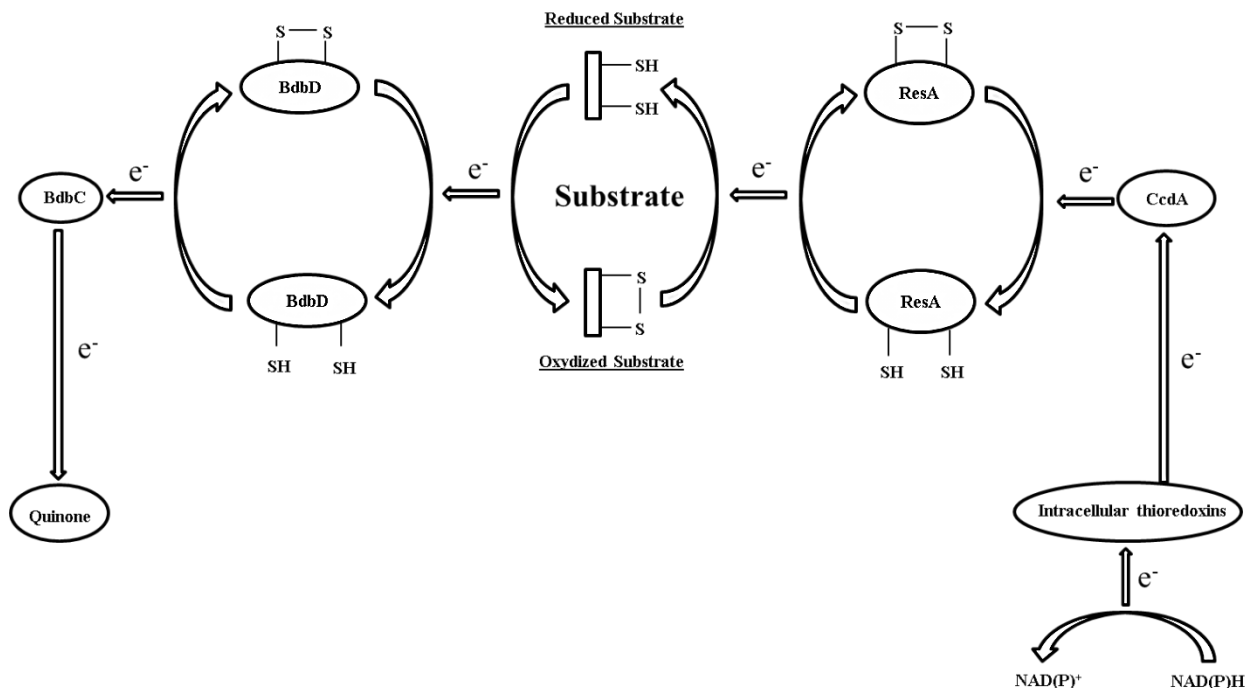 Reduced Substrate
S S
BdbD
SH
SH
S S
ResA
e-
BdbC
e-
Substrate
e-
e-
CcdA
BdbD
SH SH
S
S
Oxydized Substrate
ResA
SH SH
e-
e-
Quinone
Intracellular thioredoxins
e-
NAD(P)+
NAD(P)H